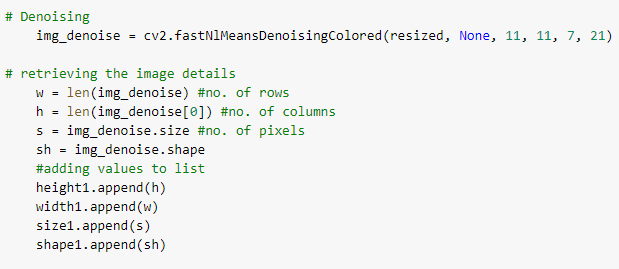 # Denoising
img_denoise = cv2.fastNlMeansDenoisingColored(resized, None, 11, 11, 7, 21)
# retrieving the image details
w = len(img_denoise) #no. of rows
h = len(img_denoise[0]) #no. of columns
s = img_denoise.size #no. of pixels
sh = img_denoise.shape
#adding values to list
height1.append(h)
width1.append(w)
size1.append(s)
shape1.append(sh)